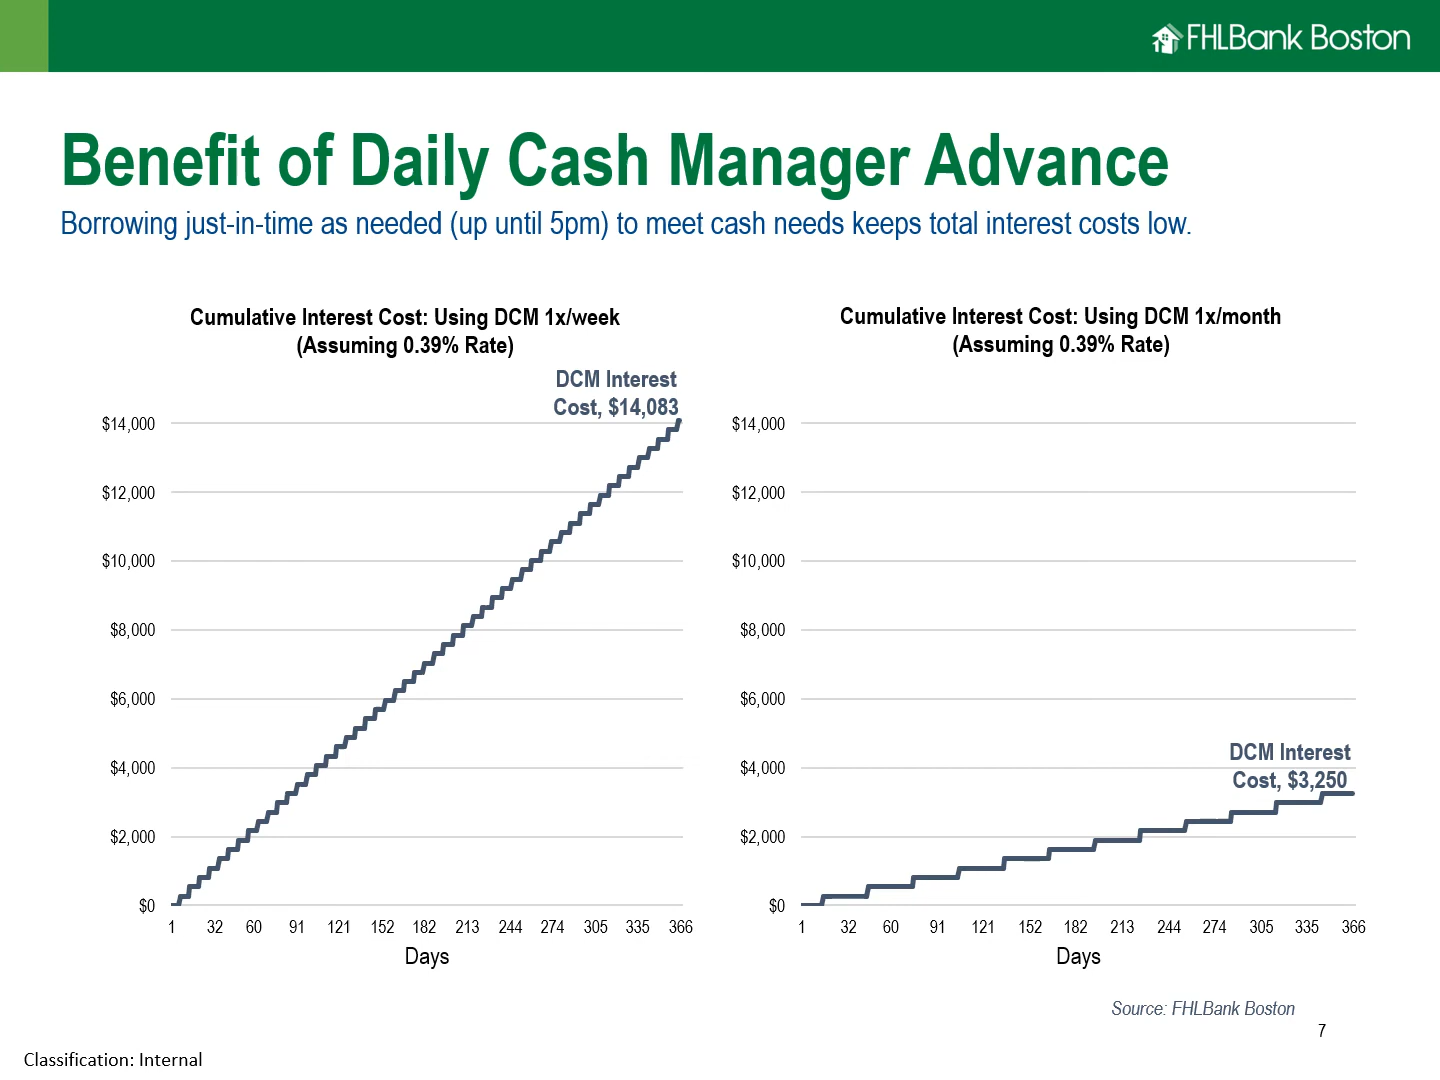 FHLBank Boston
Benefit of Daily Cash Manager Advance
Borrowing just-in-time as needed (up until 5pm) to meet cash needs keeps total interest costs low.
Cumulative Interest Cost: Using DCM 1x/week
(Assuming 0.39% Rate)
DCM Interest
Cost, $14,083
$14,000
$12,000
$10,000
$8,000
$6,000
$4,000
$2,000
$0
1 32 60 91 121 152 182 213 244 274 305 335 366
Days
Cumulative Interest Cost: Using DCM 1x/month
(Assuming 0.39% Rate)
$14,000
$12,000
$10,000
$8,000
$6,000
DCM Interest
$4,000
Cost, $3,250
$2,000
$0
1 32 60 91 121 152 182 213 244 274 305 335 366
Days
Source: FHLBank Boston
7
Classification: Internal